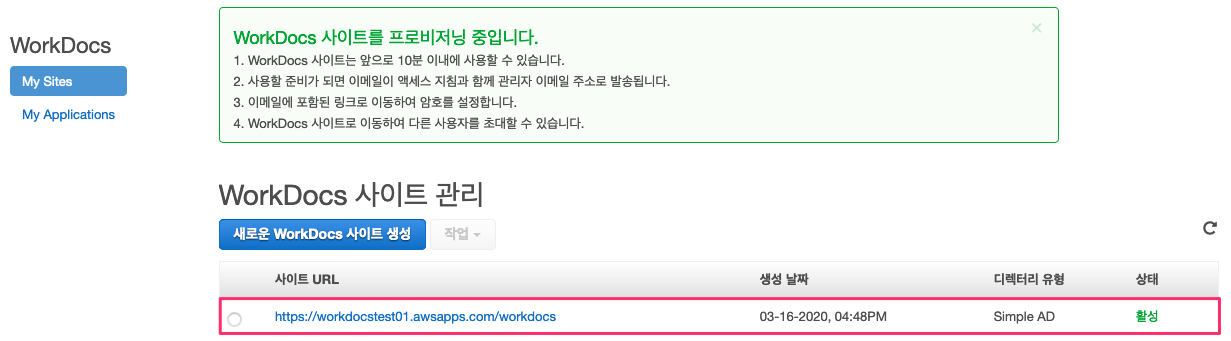 WorkDocs
My Sites
My Applications
WorkDocs 사이트를 프로비저닝 중입니다.
×
1. WorkDocs 사이트는 앞으로 10분 이내에 사용할 수 있습니다.
2. 사용할 준비가 되면 이메일이 액세스 지침과 함께 관리자 이메일 주소로 발송됩니다.
3. 이메일에 포함된 링크로 이동하여 암호를 설정합니다.
4. WorkDocs 사이트로 이동하여 다른 사용자를 초대할 수 있습니다.
WorkDocs 사이트 관리
새로운 WorkDocs 사이트 생성 작업
사이트 URL 생성 날짜 디렉터리 유형 상태
https://workdocstest01.awsapps.com/workdocs 03-16-2020, 04:48PM Simple AD 활성